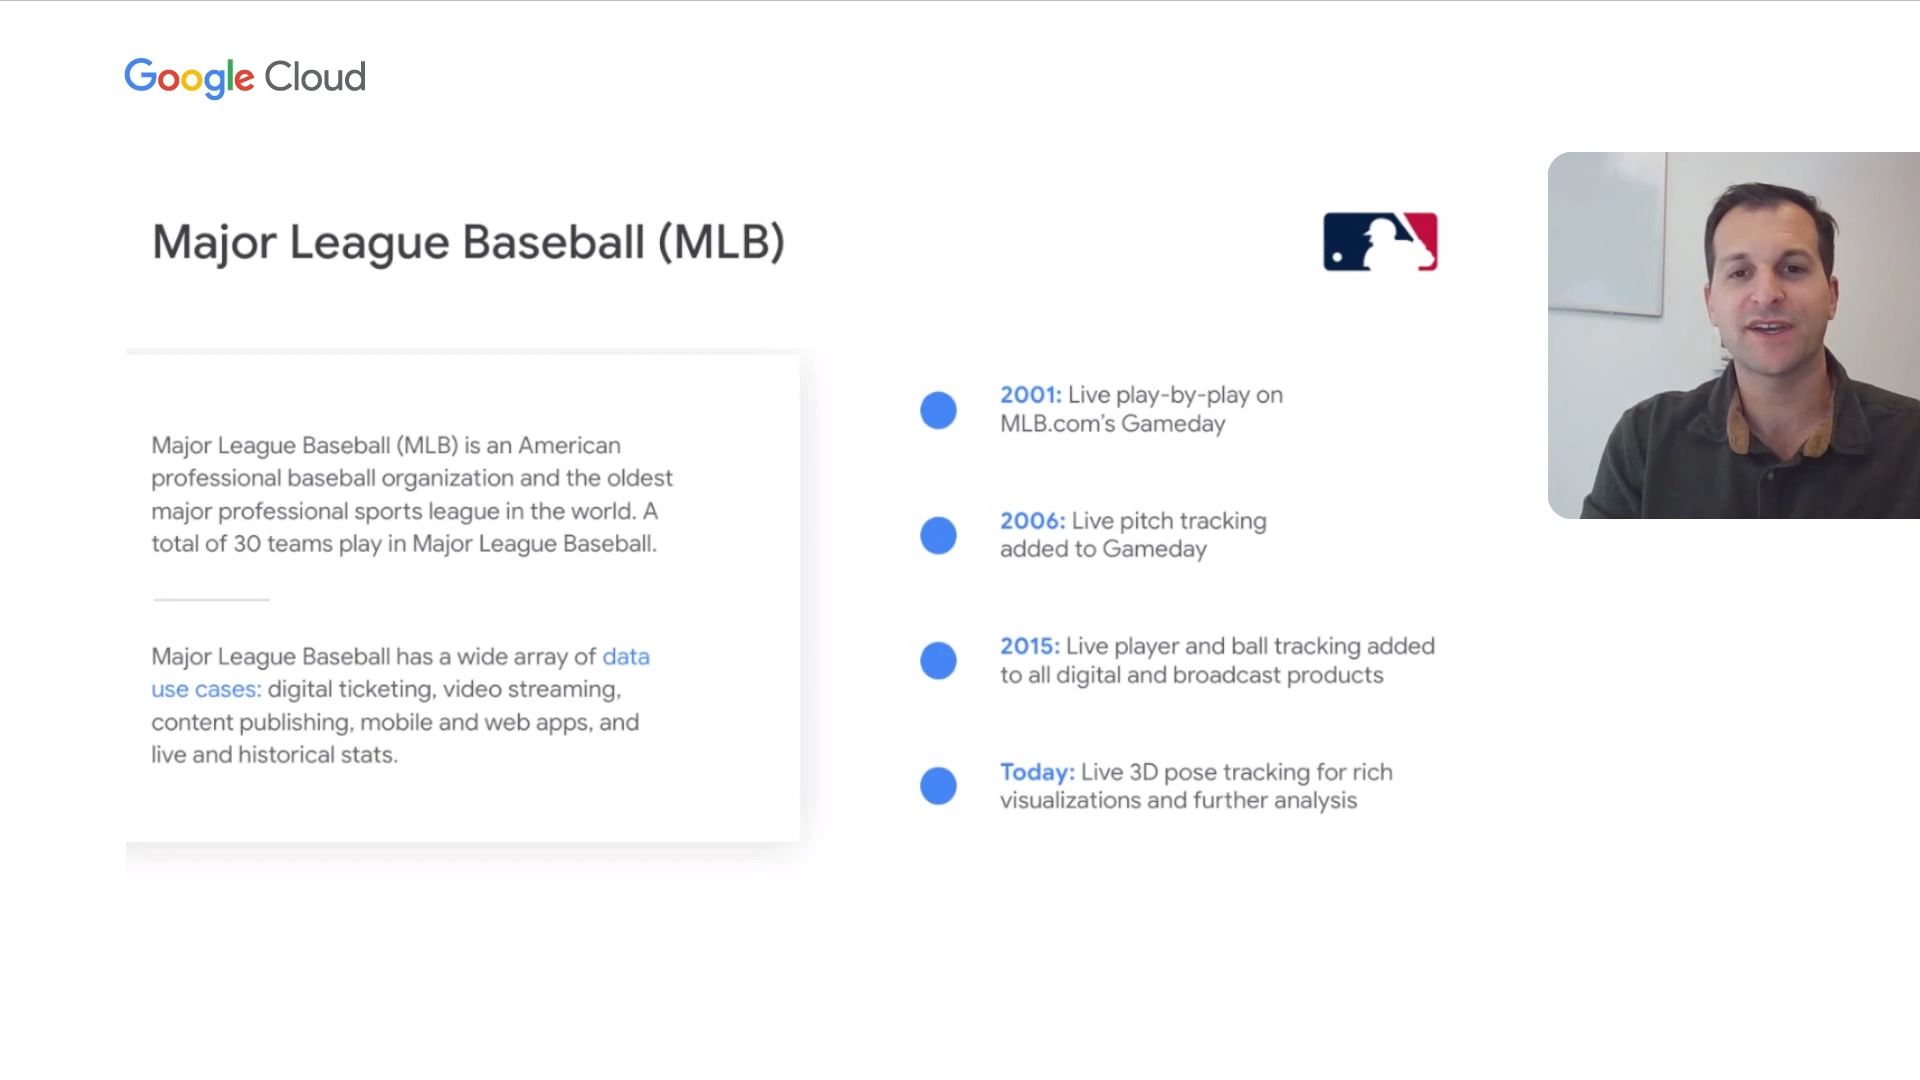 Google Cloud
Major League Baseball (MLB)
Major League Baseball (MLB) is an American
professional baseball organization and the oldest
major professional sports league in the world. A
total of 30 teams play in Major League Baseball.
Major League Baseball has a wide array of data
use cases: digital ticketing, video streaming,
content publishing, mobile and web apps, and
live and historical stats.
2001: Live play-by-play on
MLB.com’s Gameday
2006: Live pitch tracking
added to Gameday
2015: Live player and ball tracking added
to all digital and broadcast products
Today: Live 3D pose tracking for rich
visualizations and further analysis